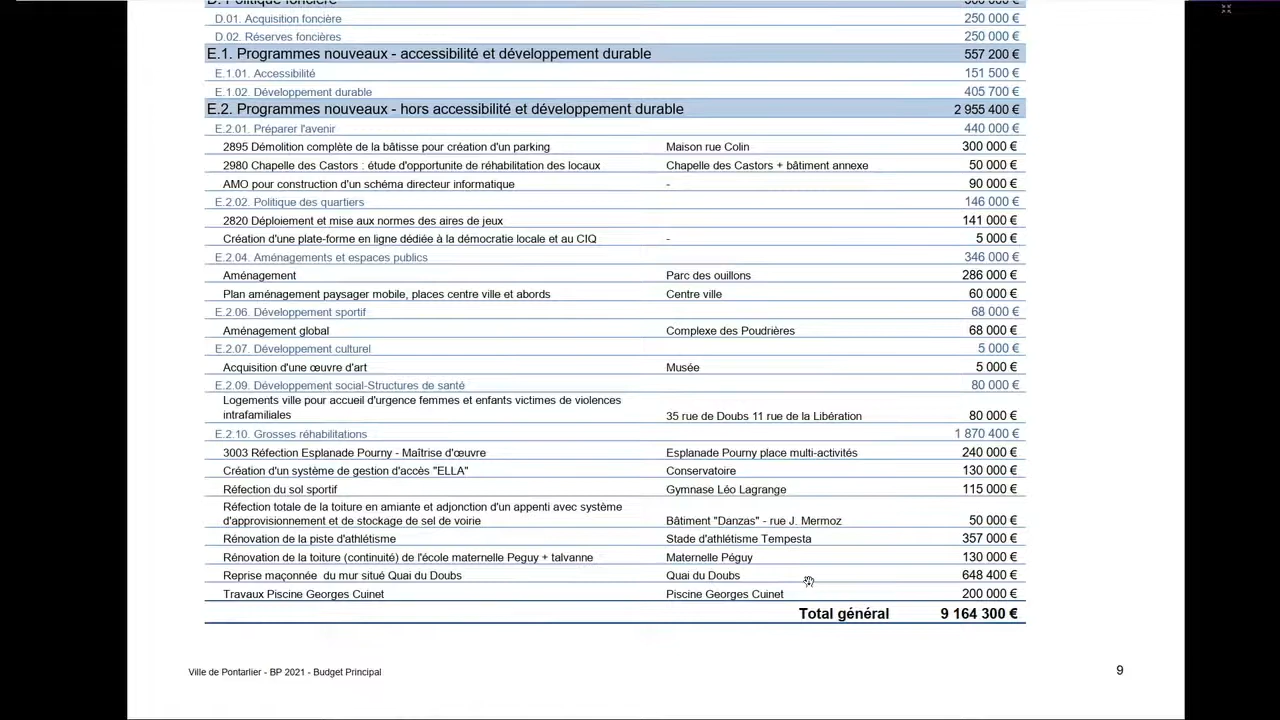 D. Politique foncière 500 000 €
D.01. Acquisition foncière 250 000 €
D.02. Réserves foncières 250 000 €
E.1. Programmes nouveaux - accessibilité et développement durable 557 200 €
E.1.01. Accessibilité 151 500 €
E.1.02. Développement durable 405 700 €
E.2. Programmes nouveaux - hors accessibilité et développement durable 2 955 400 €
E.2.01. Préparer l'avenir 440 000 €
2895 Démolition complète de la bâtisse pour création d'un parking Maison rue Colin 300 000 €
2980 Chapelle des Castors : étude d'opportunite de réhabilitation des locaux Chapelle des Castors + bâtiment annexe 50 000 €
AMO pour construction d'un schéma directeur informatique - 90 000 €
E.2.02. Politique des quartiers 146 000 €
2820 Déploiement et mise aux normes des aires de jeux 141 000 €
Création d'une plate-forme en ligne dédiée à la démocratie locale et au CIQ - 5 000 €
E.2.04. Aménagements et espaces publics 346 000 €
Aménagement Parc des ouillons 286 000 €
Plan aménagement paysager mobile, places centre ville et abords Centre ville 60 000 €
E.2.06. Développement sportif 68 000 €
Aménagement global Complexe des Poudrières 68 000 €
E.2.07. Développement culturel 5 000 €
Acquisition d'une œuvre d'art Musée 5 000 €
E.2.09. Développement social-Structures de santé 80 000 €
Logements ville pour accueil d'urgence femmes et enfants victimes de violences
intrafamiliales 35 rue de Doubs 11 rue de la Libération 80 000 €
E.2.10. Grosses réhabilitations 1 870 400 €
3003 Réfection Esplanade Pourny - Maîtrise d'œuvre Esplanade Pourny place multi-activités 240 000 €
Création d'un système de gestion d'accès "ELLA" Conservatoire 130 000 €
Réfection du sol sportif Gymnase Léo Lagrange 115 000 €
Réfection totale de la toiture en amiante et adjonction d'un appenti avec système
d'approvisionnement et de stockage de sel de voirie Bâtiment "Danzas" - rue J. Mermoz 50 000 €
Rénovation de la piste d'athlétisme Stade d'athlétisme Tempesta 357 000 €
Rénovation de la toiture (continuité) de l'école maternelle Peguy + talvanne Maternelle Péguy 130 000 €
Reprise maçonnée du mur situé Quai du Doubs Quai du Doubs 648 400 €
Travaux Piscine Georges Cuinet Piscine Georges Cuinet 200 000 €
Total général 9 164 300 €
Ville de Pontarlier - BP 2021 - Budget Principal 9